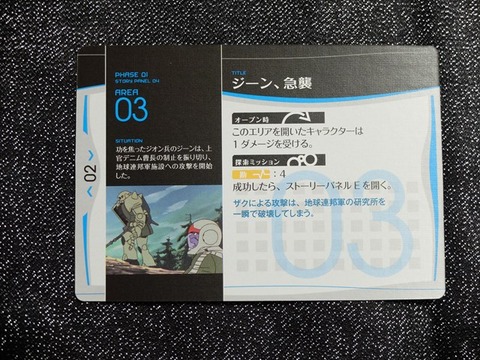 PHASE 01
STORY PANEL 04
AREA
03
SITUATION
功を焦ったジオン兵のジーンは、上
官デニム曹長の制止を振り切り、
地球連邦軍施設への攻撃を開始
した。
02
TITLE
ジーン、急襲
オープン時
このエリアを開いたキャラクターは
1ダメージを受ける。
探索ミッション
:4
成功したら、ストーリーパネルEを開く。
ザクによる攻撃は、地球連邦軍の研究所を
一瞬で破壊してしまう。
03